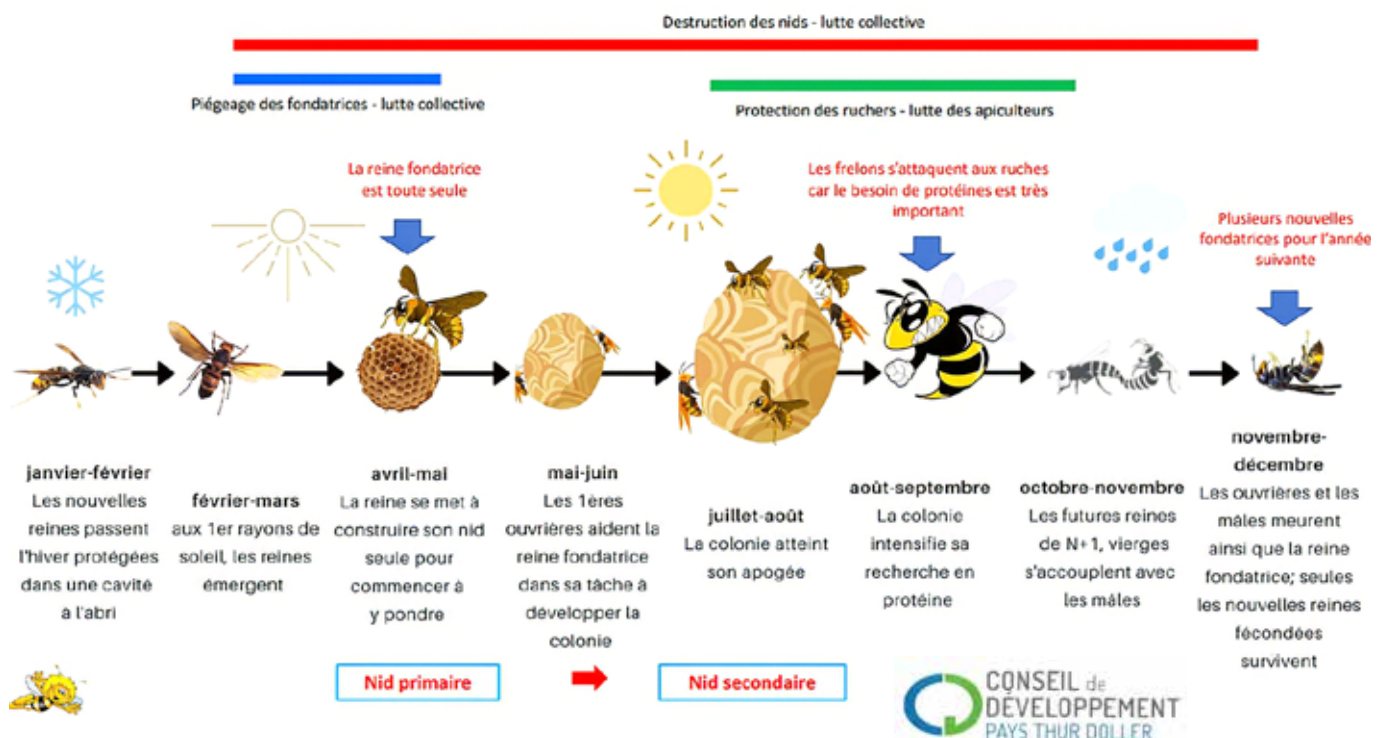 Destruction des nids - lutte collective
Piégeage des fondatrices - lutte collective
Protection des ruchers - lutte des apiculteurs
La reine fondatrice
est toute seule
Les frelons s'attaquent aux ruches
car le besoin de protéines est très
important
Plusieurs nouvelles
fondatrices pour l'année
suivante
janvier-février
Les nouvelles
reines passent
l'hiver protégées
dans une cavité
à l'abri
février-mars
aux 1er rayons de
soleil, les reines
émergent
avril-mai
La reine se met à
construire son nid
seule pour
commencer à
y pondre
mai-juin
Les 1ères
ouvrières aident la
reine fondatrice
dans sa tâche à
développer la
colonie
juillet-août
La colonie atteint
son apogée
août-septembre
La colonie
intensifie sa
recherche en
protéine
octobre-novembre
Les futures reines
de N+1, vierges
s'accouplent avec
les mâles
novembre-
décembre
Les ouvrières et les
mâles meurent
ainsi que la reine
fondatrice; seules
les nouvelles reines
fécondées
survivent
Nid primaire
Nid secondaire
CONSEIL de
DÉVELOPPEMENT
PAYS THUR DOLLER